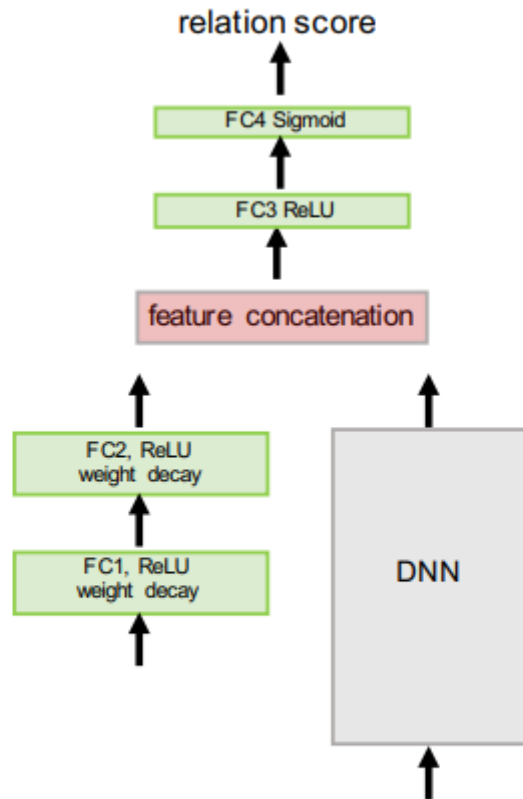 relation score
FC4 Sigmoid
FC3 ReLU
feature concatenation
FC2, ReLU
weight decay
FC1, ReLU
weight decay
DNN